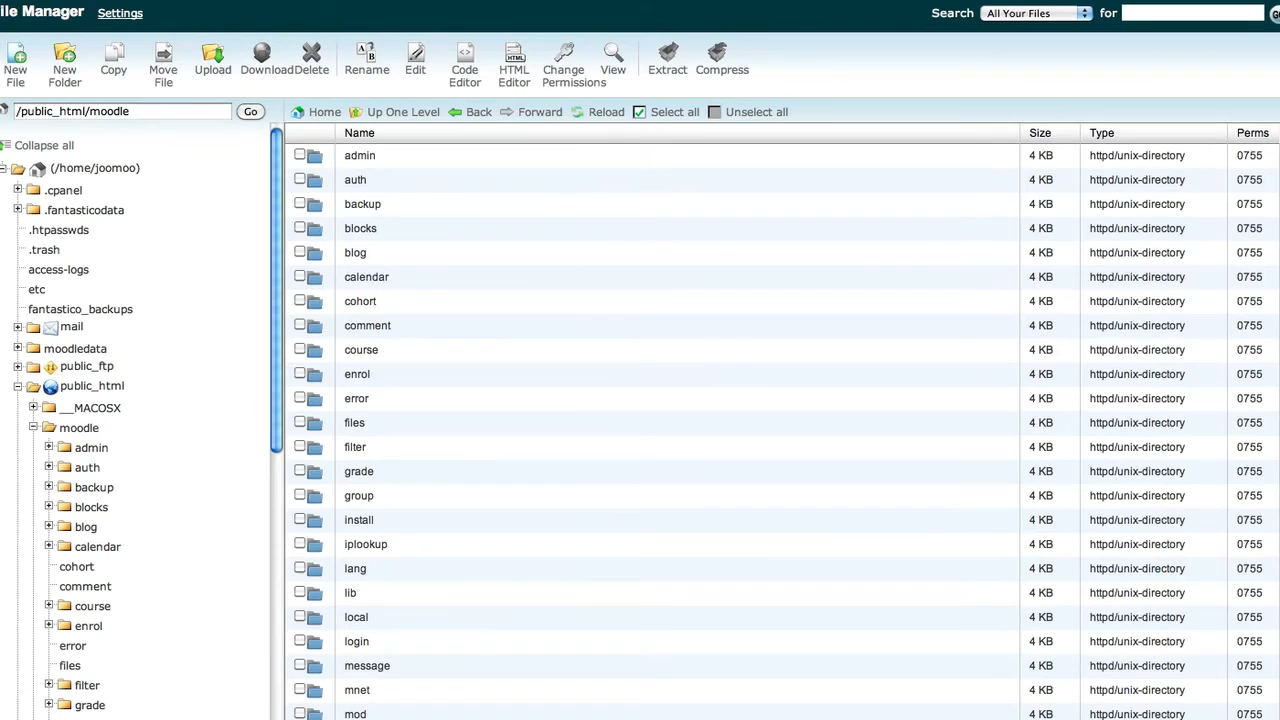 ile Manager Settings Search All Your Files for
New File New Folder Copy Move File Upload Download Delete Rename Edit Code Editor HTML Editor Change Permissions View Extract Compress
/public_html/moodle Go Home Up One Level Back Forward Reload Select all Unselect all
Collapse all
(/home/joomoo)
.cpanel
.fantasticodata
.htpasswds
.trash
access-logs
etc
fantastico_backups
mail
moodledata
public_ftp
public_html
__MACOSX
moodle
admin
auth
backup
blocks
blog
calendar
cohort
comment
course
enrol
error
files
filter
grade
Name Size Type Perms
admin 4 KB httpd/unix-directory 0755
auth 4 KB httpd/unix-directory 0755
backup 4 KB httpd/unix-directory 0755
blocks 4 KB httpd/unix-directory 0755
blog 4 KB httpd/unix-directory 0755
calendar 4 KB httpd/unix-directory 0755
cohort 4 KB httpd/unix-directory 0755
comment 4 KB httpd/unix-directory 0755
course 4 KB httpd/unix-directory 0755
enrol 4 KB httpd/unix-directory 0755
error 4 KB httpd/unix-directory 0755
files 4 KB httpd/unix-directory 0755
filter 4 KB httpd/unix-directory 0755
grade 4 KB httpd/unix-directory 0755
group 4 KB httpd/unix-directory 0755
install 4 KB httpd/unix-directory 0755
iplookup 4 KB httpd/unix-directory 0755
lang 4 KB httpd/unix-directory 0755
lib 4 KB httpd/unix-directory 0755
local 4 KB httpd/unix-directory 0755
login 4 KB httpd/unix-directory 0755
message 4 KB httpd/unix-directory 0755
mnet 4 KB httpd/unix-directory 0755
mod 4 KB httpd/unix-directory 0755